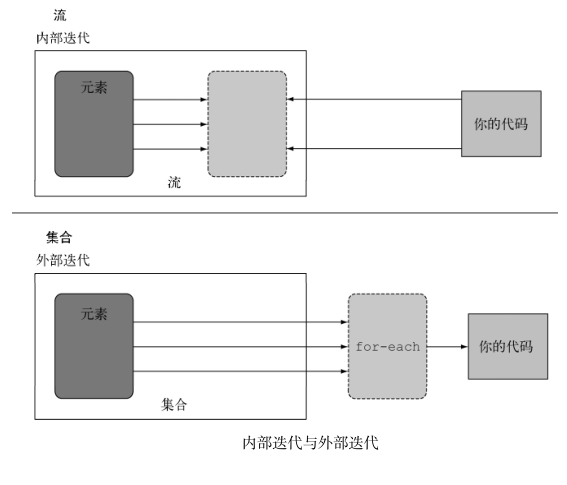 流
内部迭代
元素
你的代码
流
集合
外部迭代
元素
for-each
你的代码
集合
内部迭代与外部迭代